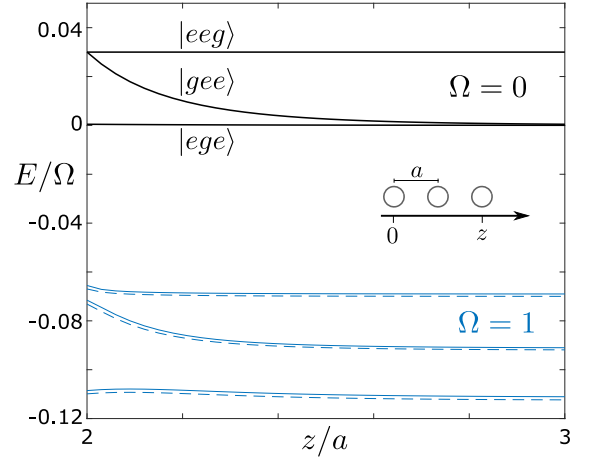 0.04
|eeg⟩
|gee⟩
Ω = 0
0
|ege⟩
E/Ω
a
-0.04
0
z
-0.08
Ω = 1
-0.12
2
z/a
3